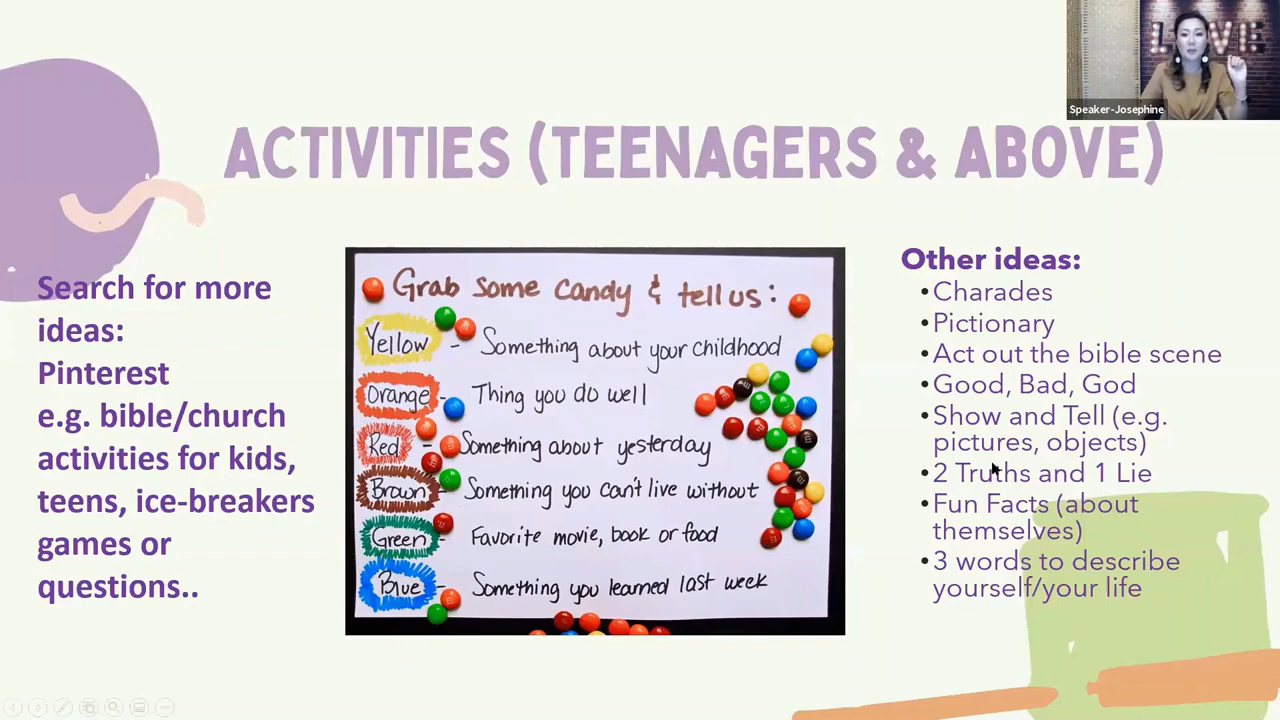 LOVE
Speaker-Josephine
ACTIVITIES (TEENAGERS & ABOVE)
Search for more
ideas:
Pinterest
e.g. bible/church
activities for kids,
teens, ice-breakers
games or
questions..
Grab some candy & tell us:
Yellow - Something about your childhood
Orange - Thing you do well
Red - Something about yesterday
Brown - Something you can't live without
Green - Favorite movie, book or food
Blue - Something you learned last week
Other ideas:
•Charades
•Pictionary
•Act out the bible scene
•Good, Bad, God
•Show and Tell (e.g.
pictures, objects)
•2 Truths and 1 Lie
•Fun Facts (about
themselves)
•3 words to describe
yourself/your life